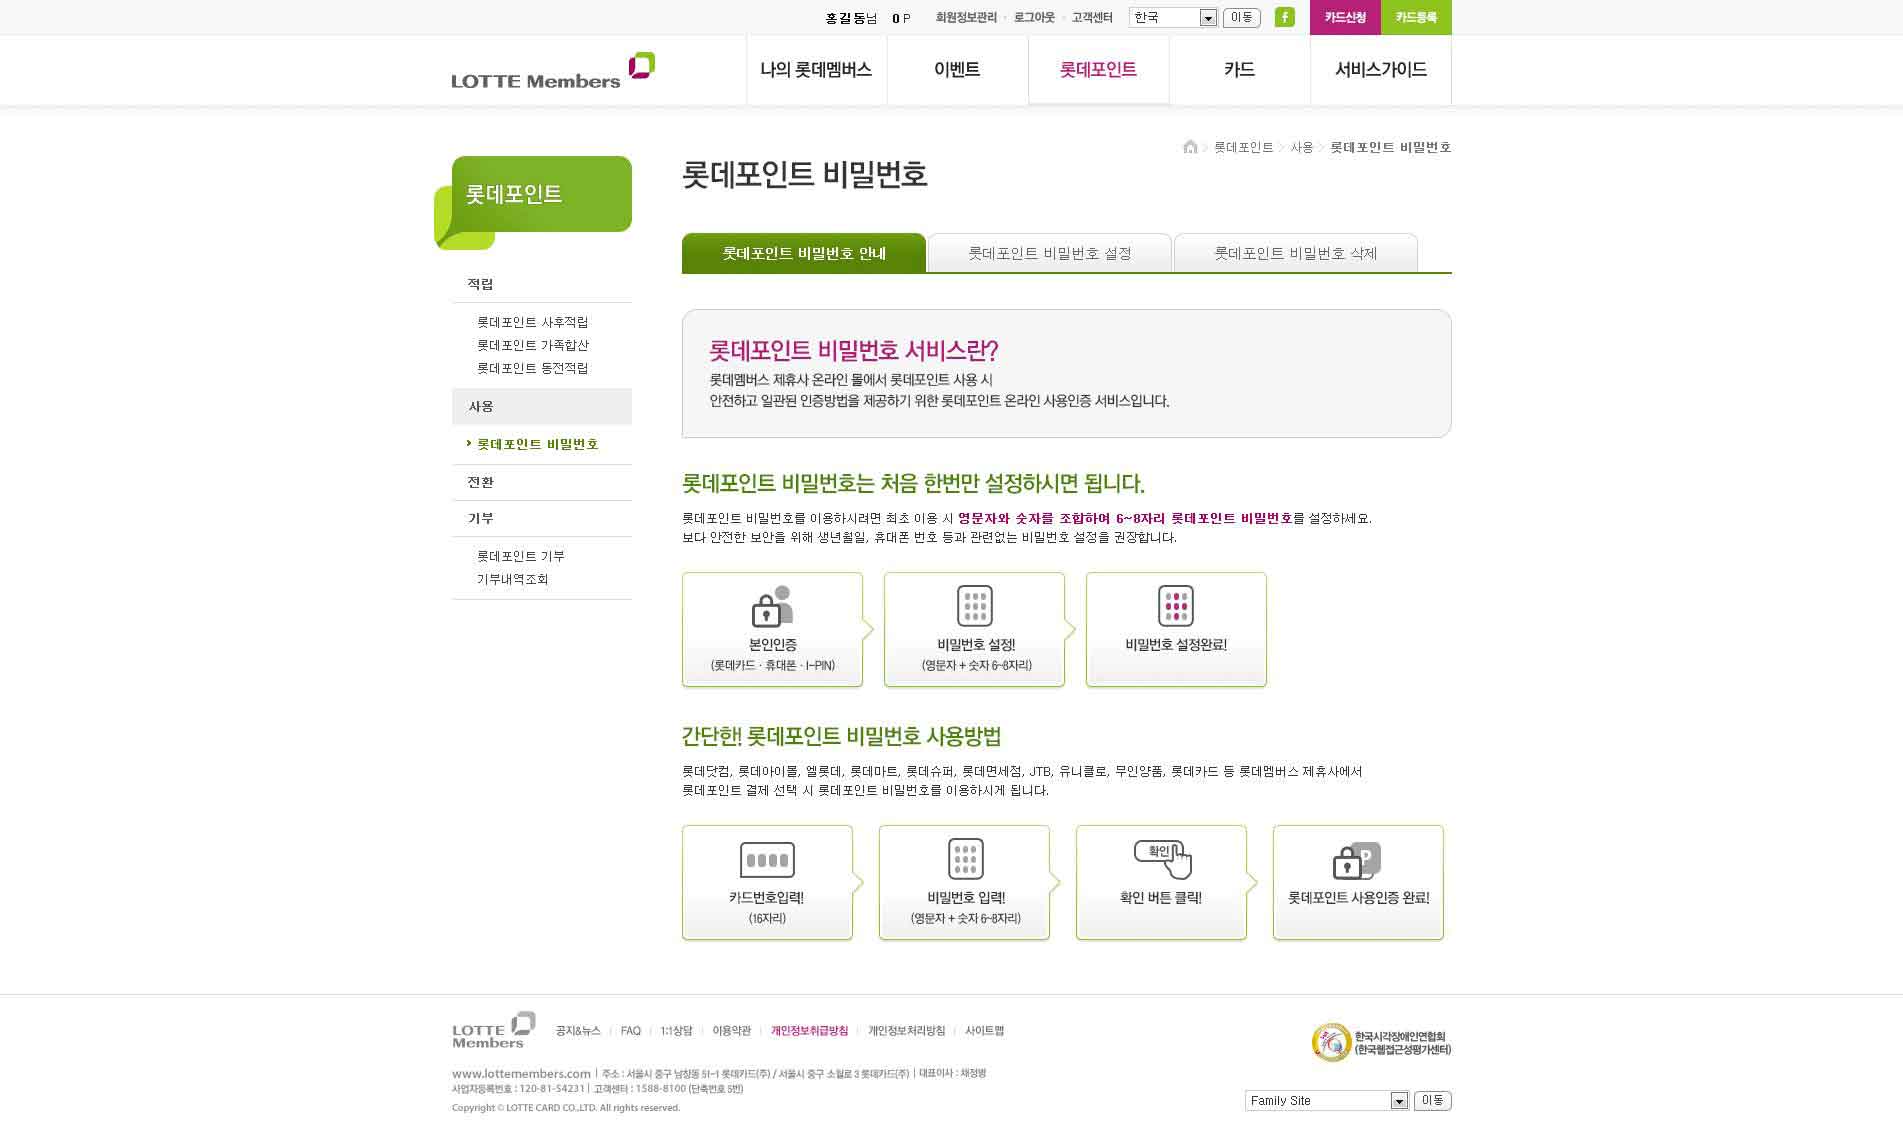 홍길동님 0 P 회원정보관리 로그아웃 고객센터 한국 이동 f 카드신청 카드등록
LOTTE Members
나의 롯데멤버스 이벤트 롯데포인트 카드 서비스가이드
롯데포인트 > 사용 > 롯데포인트 비밀번호
롯데포인트
적립
롯데포인트 사후적립
롯데포인트 가족합산
롯데포인트 동전적립
사용
롯데포인트 비밀번호
전환
기부
롯데포인트 기부
기부내역조회
롯데포인트 비밀번호
롯데포인트 비밀번호 안내 롯데포인트 비밀번호 설정 롯데포인트 비밀번호 삭제
롯데포인트 비밀번호 서비스란?
롯데멤버스 제휴사 온라인 몰에서 롯데포인트 사용 시
안전하고 일관된 인증방법을 제공하기 위한 롯데포인트 온라인 사용인증 서비스입니다.
롯데포인트 비밀번호는 처음 한번만 설정하시면 됩니다.
롯데포인트 비밀번호를 이용하시려면 최초 이용 시 영문자와 숫자를 조합하여 6~8자리 롯데포인트 비밀번호를 설정하세요.
보다 안전한 보안을 위해 생년월일, 휴대폰 번호 등과 관련없는 비밀번호 설정을 권장합니다.
본인인증 비밀번호 설정! 비밀번호 설정완료!
(롯데카드 · 휴대폰 · I-PIN) (영문자 + 숫자 6~8자리)
간단한! 롯데포인트 비밀번호 사용방법
롯데닷컴, 롯데아이몰, 엘롯데, 롯데마트, 롯데슈퍼, 롯데면세점, JTB, 유니클로, 무인양품, 롯데카드 등 롯데멤버스 제휴사에서
롯데포인트 결제 선택 시 롯데포인트 비밀번호를 이용하시게 됩니다.
확인 P
카드번호입력! 비밀번호 입력! 확인 버튼 클릭! 롯데포인트 사용인증 완료!
(16자리) (영문자 + 숫자 6~8자리)
LOTTE Members
공지&뉴스 FAQ 1:1상담 이용약관 개인정보취급방침 개인정보처리방침 사이트맵
한국시각장애인연합회
(한국웹접근성평가센터)
www.lottemembers.com | 주소 : 서울시 중구 남창동 51-1 롯데카드(주) / 서울시 중구 소월로 3 롯데카드(주) | 대표이사 : 채정병
사업자등록번호 : 120-81-54231 | 고객센터 : 1588-8100 (단축번호 5번)
Copyright © LOTTE CARD CO.,LTD. All rights reserved.
Family Site 이동